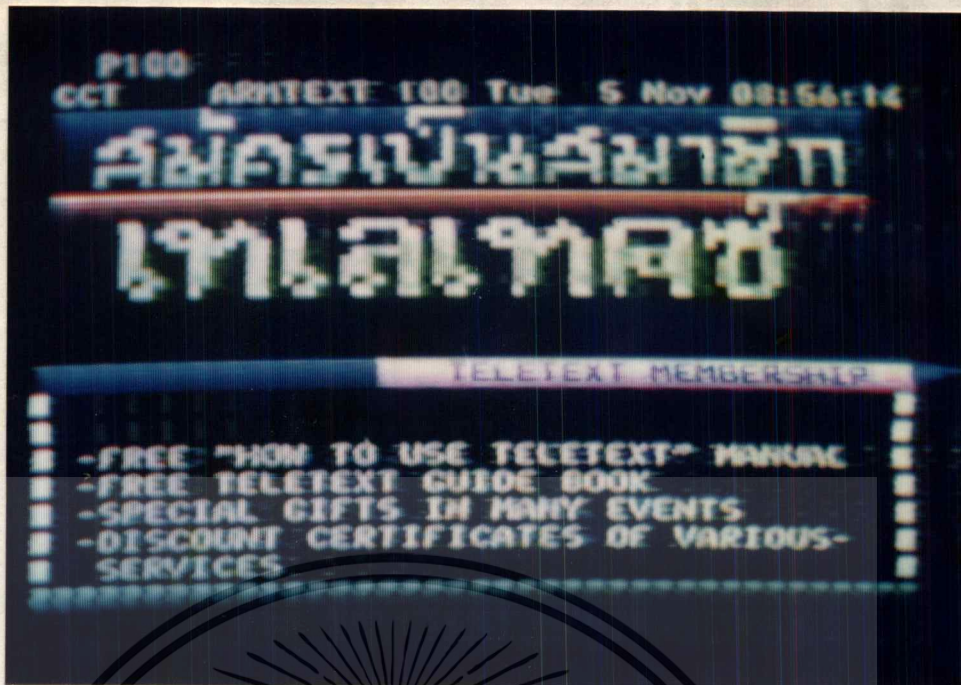 P100
CCT ARMTEXT 100 Tue 5 Nov 08:56:14
สมัครเป็นสมาชิก
เทเลเทคซ์
TELETEXT MEMBERSHIP
-FREE "HOW TO USE TELETEXT" MANUAL
-FREE TELETEXT GUIDE BOOK
-SPECIAL GIFTS IN MANY EVENTS
-DISCOUNT CERTIFICATES OF VARIOUS-
SERVICES